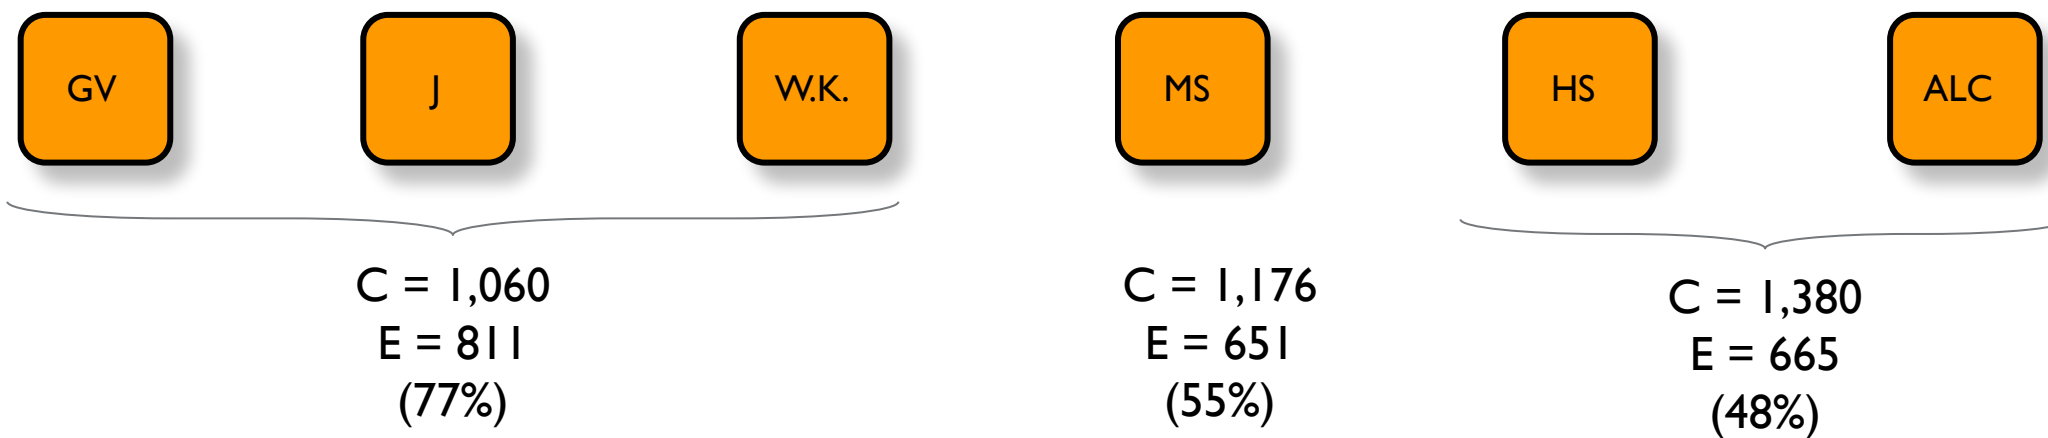 GV
J
W.K.
MS
HS
ALC
C = 1,060
E = 811
(77%)
C = 1,176
E = 651
(55%)
C = 1,380
E = 665
(48%)